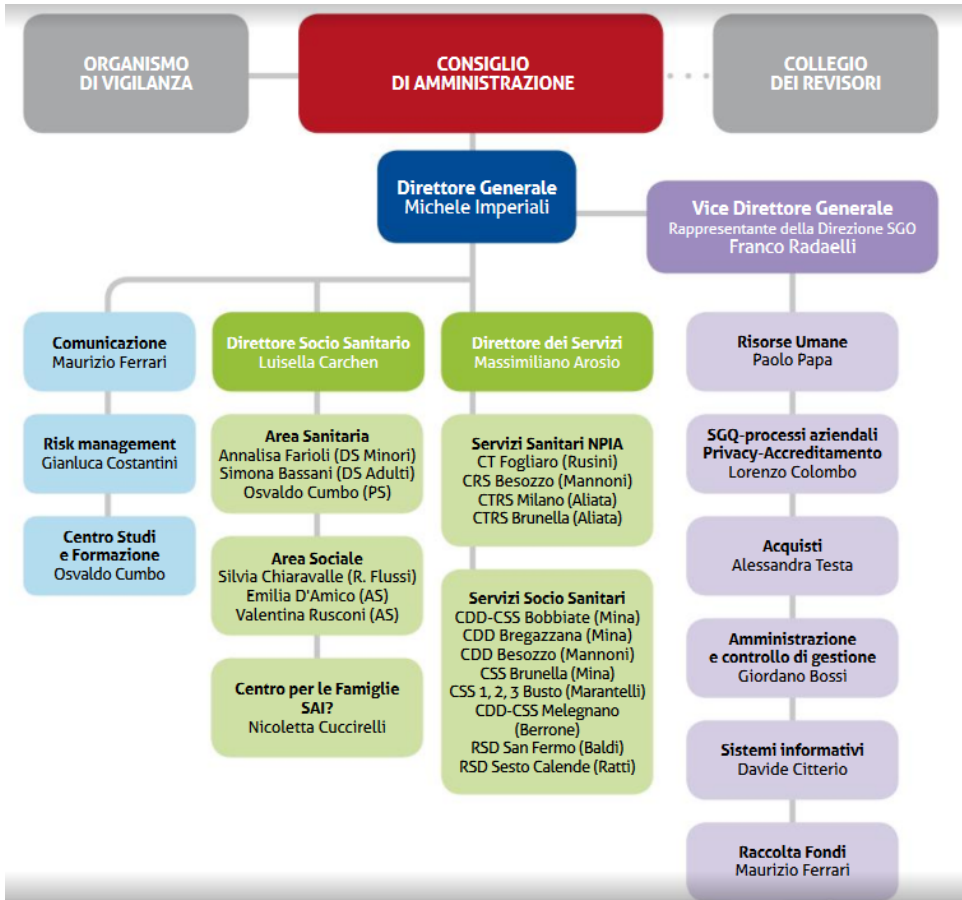 ORGANISMO
DI VIGILANZA
CONSIGLIO
DI AMMINISTRAZIONE
COLLEGIO
DEI REVISORI
Direttore Generale
Michele Imperiali
Vice Direttore Generale
Rappresentante della Direzione SGO
Franco Radaelli
Comunicazione
Maurizio Ferrari
Risk management
Gianluca Costantini
Centro Studi
e Formazione
Osvaldo Cumbo
Direttore Socio Sanitario
Luisella Carchen
Area Sanitaria
Annalisa Farioli (DS Minori)
Simona Bassani (DS Adulti)
Osvaldo Cumbo (PS)
Area Sociale
Silvia Chiaravalle (R. Flussi)
Emilia D'Amico (AS)
Valentina Rusconi (AS)
Centro per le Famiglie
SAI?
Nicoletta Cuccirelli
Direttore dei Servizi
Massimiliano Arosio
Servizi Sanitari NPIA
CT Fogliaro (Rusini)
CRS Besozzo (Mannoni)
CTRS Milano (Aliata)
CTRS Brunella (Aliata)
Servizi Socio Sanitari
CDD-CSS Bobbiate (Mina)
CDD Bregazzana (Mina)
CDD Besozzo (Mannoni)
CSS Brunella (Mina)
CSS 1, 2, 3 Busto (Marantelli)
CDD-CSS Melegnano
(Berrone)
RSD San Fermo (Baldi)
RSD Sesto Calende (Ratti)
Risorse Umane
Paolo Papa
SGQ-processi aziendali
Privacy-Accreditamento
Lorenzo Colombo
Acquisti
Alessandra Testa
Amministrazione
e controllo di gestione
Giordano Bossi
Sistemi informativi
Davide Citterio
Raccolta Fondi
Maurizio Ferrari